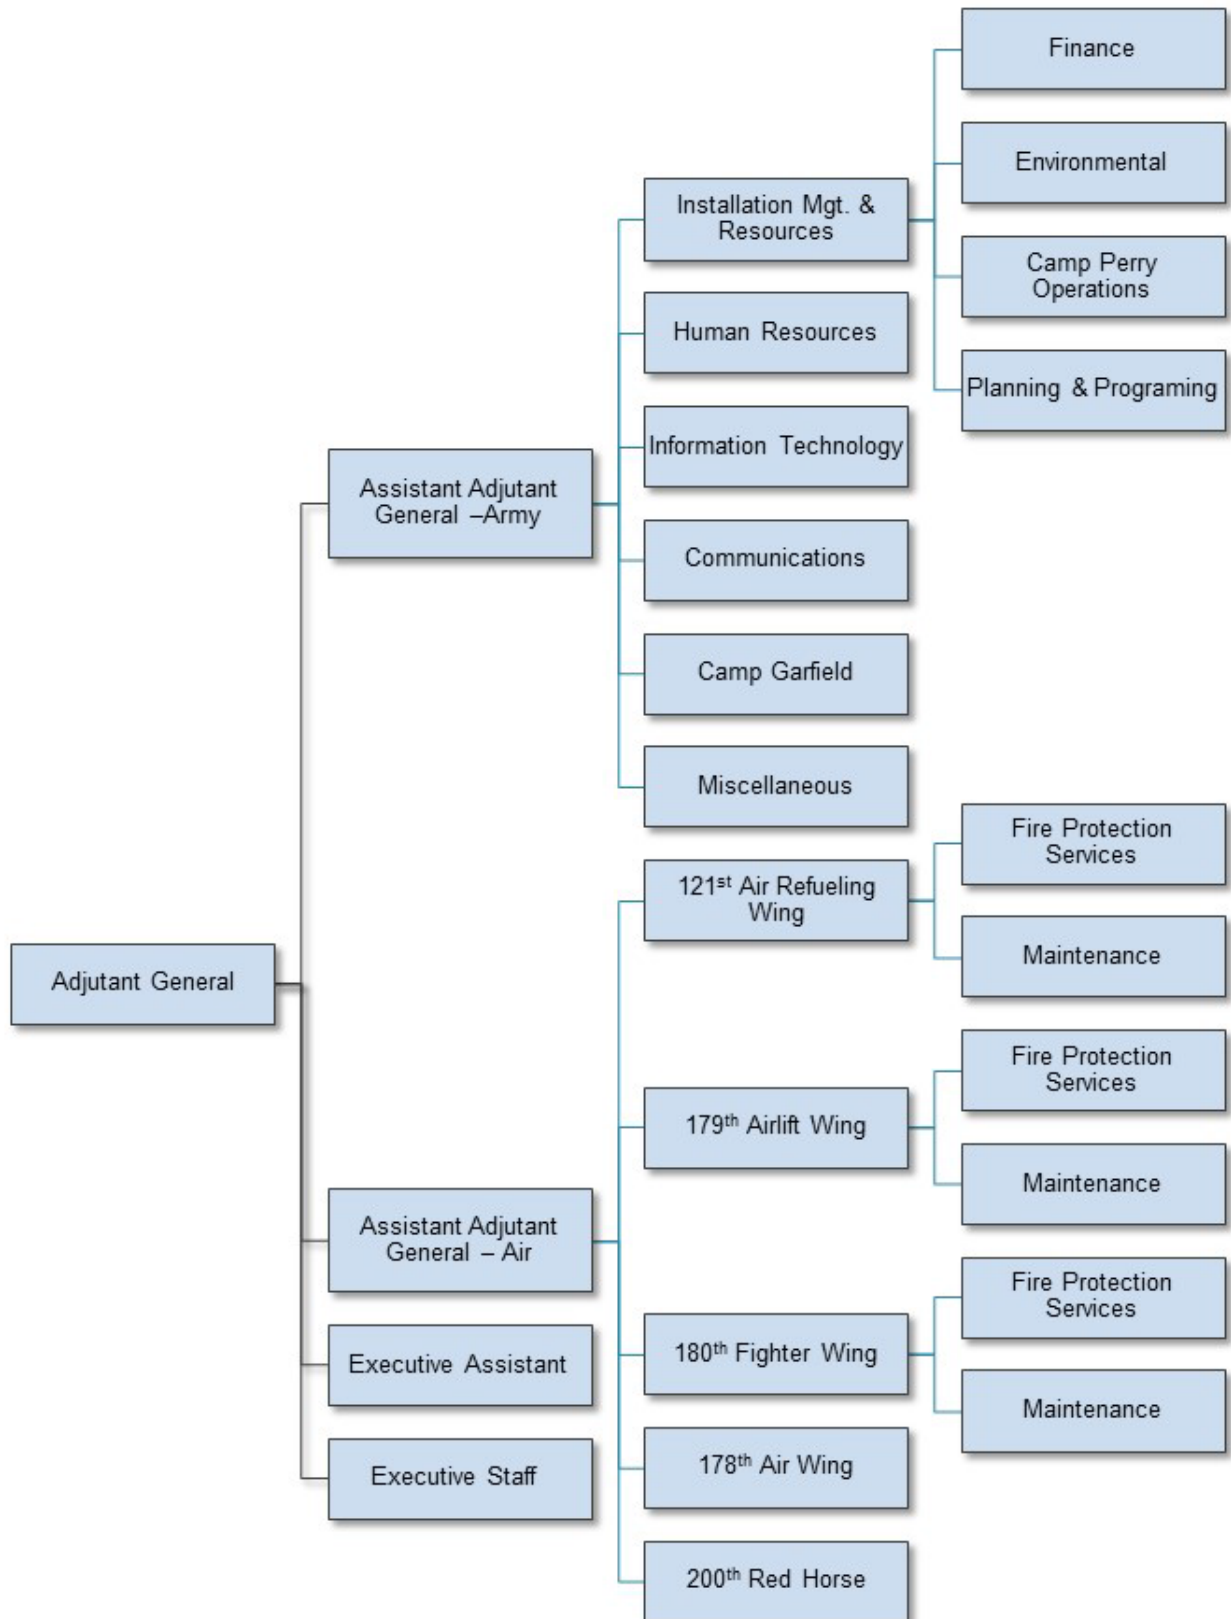 Finance
Environmental
Installation Mgt. &
Resources
Camp Perry
Operations
Human Resources
Planning & Programing
Information Technology
Assistant Adjutant
General –Army
Communications
Camp Garfield
Miscellaneous
Fire Protection
Services
121st Air Refueling
Wing
Maintenance
Adjutant General
Fire Protection
Services
179th Airlift Wing
Maintenance
Assistant Adjutant
General – Air
Fire Protection
Services
Executive Assistant
180th Fighter Wing
Maintenance
178th Air Wing
Executive Staff
200th Red Horse